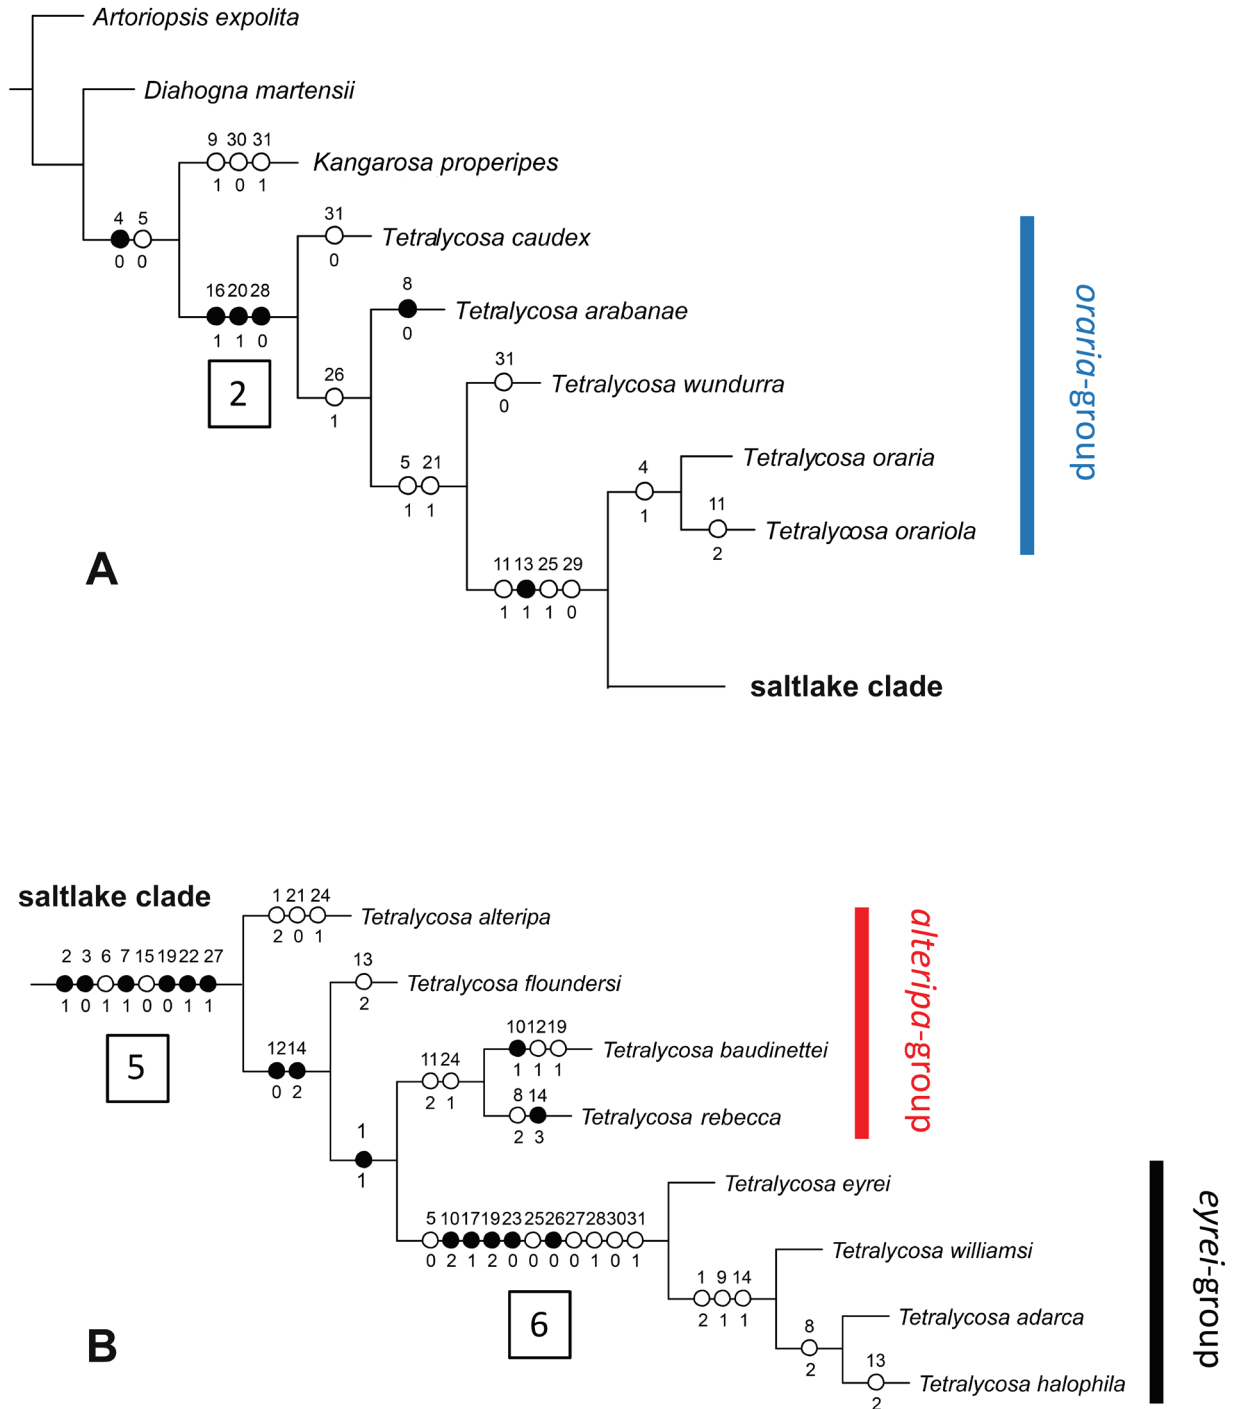 Artoriopsis expolita
Diahogna martensii
9 30 31
Kangarosa properipes
1 0 1
4 5
0 0
31
Tetralycosa caudex
0
16 20 28
1 1 0
2
8
Tetralycosa arabanae
0
26
1
31
Tetralycosa wundurra
0
5 21
1 1
4
1
Tetralycosa oraria
11
Tetralycosa orariola
2
11 13 25 29
1 1 1 0
saltlake clade
oraria-group
A
saltlake clade
2 3 6 7 15 19 22 27
1 0 1 1 0 0 1 1
5
1 21 24
Tetralycosa alteripa
2 0 1
13
Tetralycosa floundersi
2
12 14
0 2
10 12 19
Tetralycosa baudinettei
1 1 1
11 24
2 1
8 14
Tetralycosa rebecca
2 3
alteripa-group
1
1
5 10 17 19 23 25 26 27 28 30 31
0 2 1 2 0 0 0 0 1 0 1
6
Tetralycosa eyrei
Tetralycosa williamsi
1 9 14
2 1 1
Tetralycosa adarca
8
2
13
Tetralycosa halophila
2
eyrei-group
B